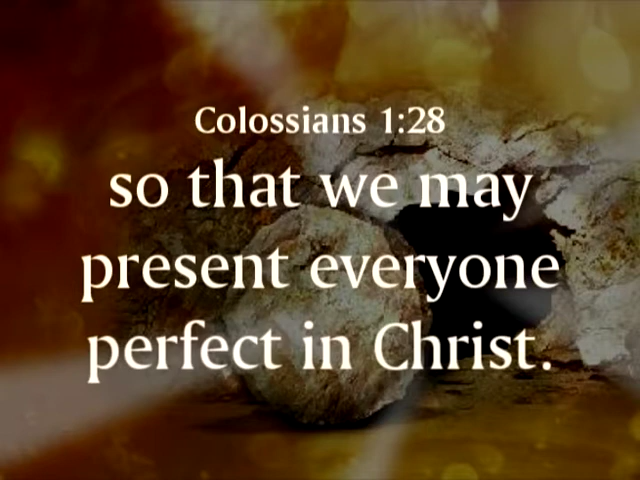 Colossians 1:28
so that we may
present everyone
perfect in Christ.